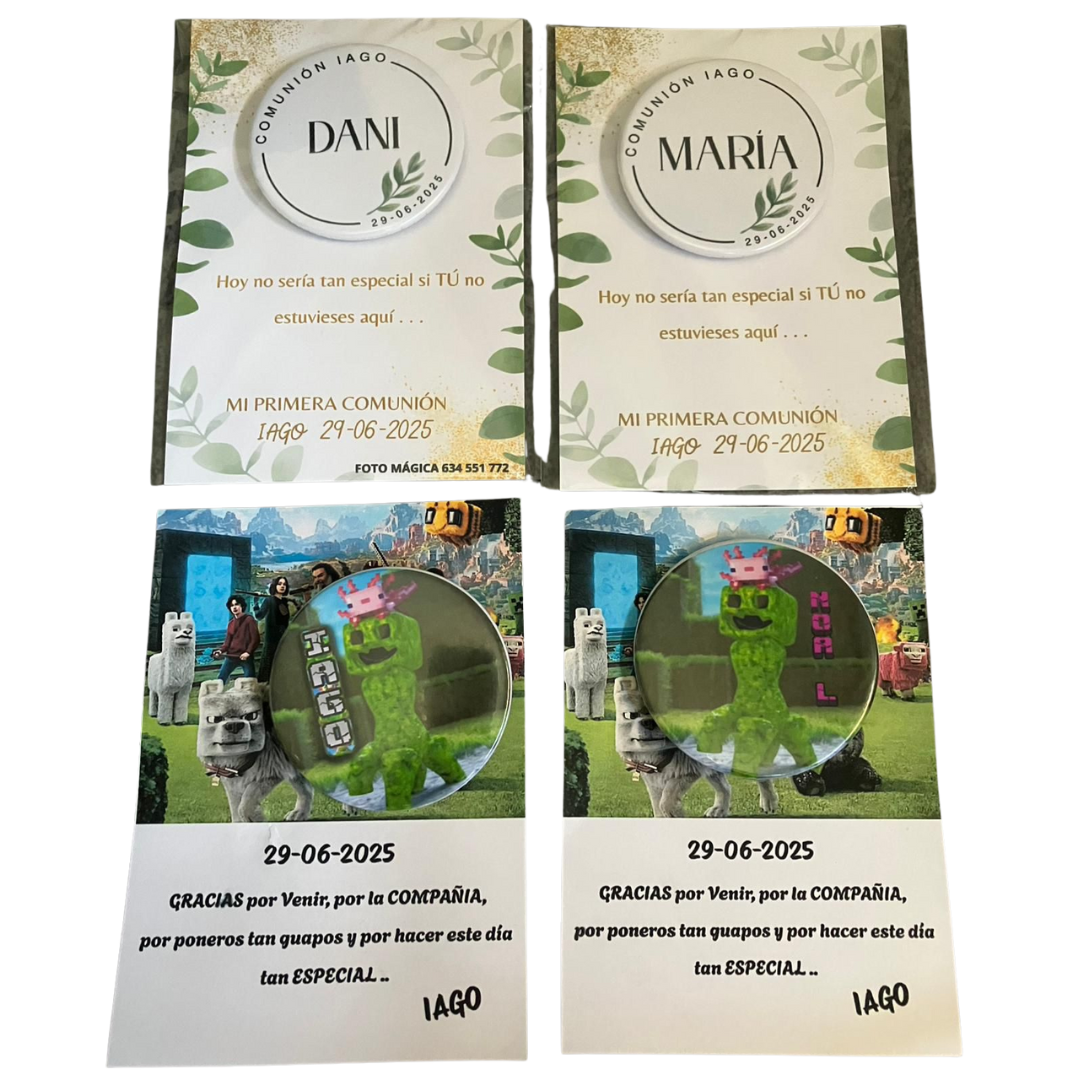 COMUNIÓN IAGO
DANI
29-06-2025
Hoy no sería tan especial si TÚ no
estuvieses aquí . . .
MI PRIMERA COMUNIÓN
IAGO 29-06-2025
FOTO MÁGICA 634 551 772
COMUNIÓN IAGO
MARÍA
29-06-2025
Hoy no sería tan especial si TÚ no
estuvieses aquí . . .
MI PRIMERA COMUNIÓN
IAGO 29-06-2025
IAGO
29-06-2025
GRACIAS por Venir, por la COMPAÑIA,
por poneros tan guapos y por hacer este día
tan ESPECIAL ..
IAGO
NOA L
29-06-2025
GRACIAS por Venir, por la COMPAÑIA,
por poneros tan guapos y por hacer este día
tan ESPECIAL ..
IAGO